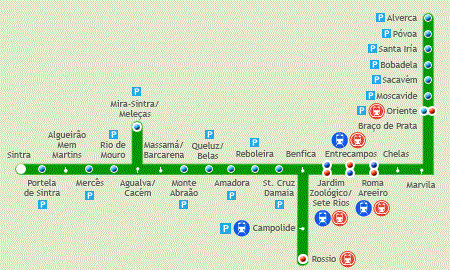 P Alverca
P Póvoa
P Santa Iría
P Bobadela
P Sacavém
P Moscavide
P Oriente
Braço de Prata
P
Mira-Sintra/
Meleças
Algueirão
Mem
Martins
P
Rio de
Mouro
Massamá/
Barcarena
P
Queluz/
Belas
P
Reboleira
Sintra
Benfica
Entrecampos
Chelas
Portela
de Sintra
P
Mercês
P
Agualva/
Cacém
Monte
Abraão
P
Amadora
P
St. Cruz
Damaia
P
Jardim
Zoológico/
Sete Rios
Roma
Areeiro
Marvila
P Campolide
Rossio